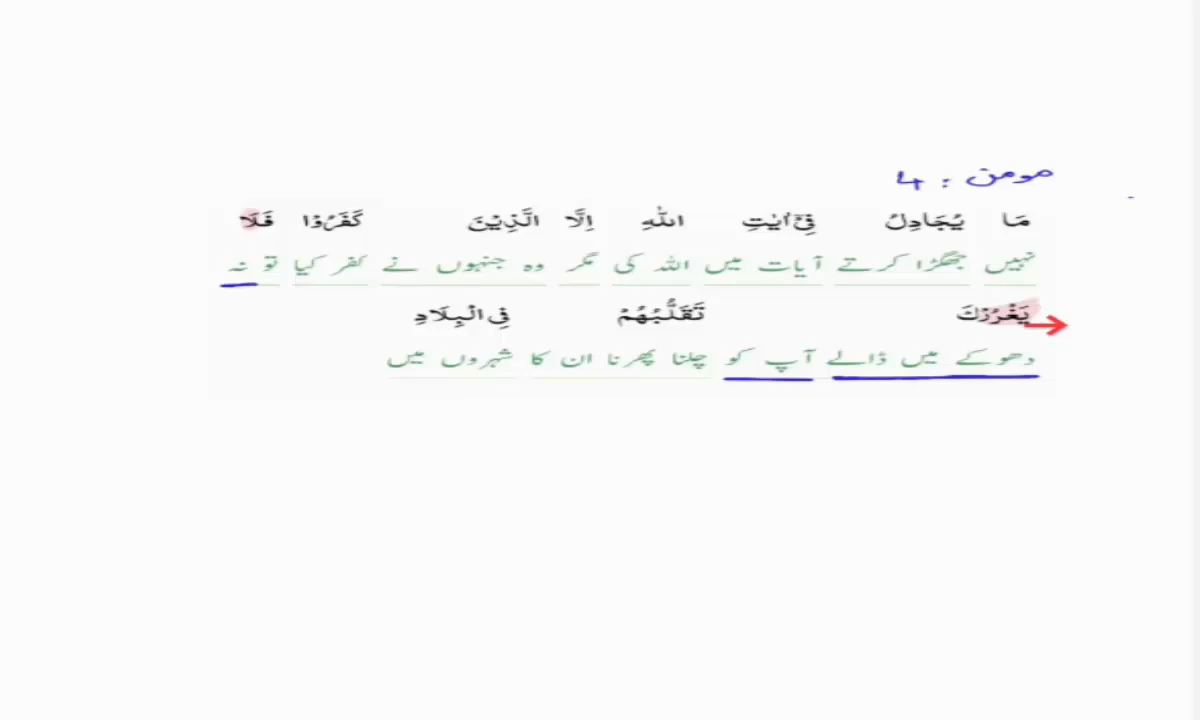 مومن : 4
مَا يُجَادِلُ فِىْٓ اٰيٰتِ اللّٰهِ اِلَّا الَّذِيْنَ كَفَرُوْا فَلَا
نہیں جھگڑا کرتے آیات میں اللہ کی مگر وہ جنہوں نے کفر کیا تو نہ
يَغْرُرْكَ تَقَلُّبُهُمْ فِى الْبِلَادِ
دھوکے میں ڈالے آپ کو چلنا پھرنا ان کا شہروں میں